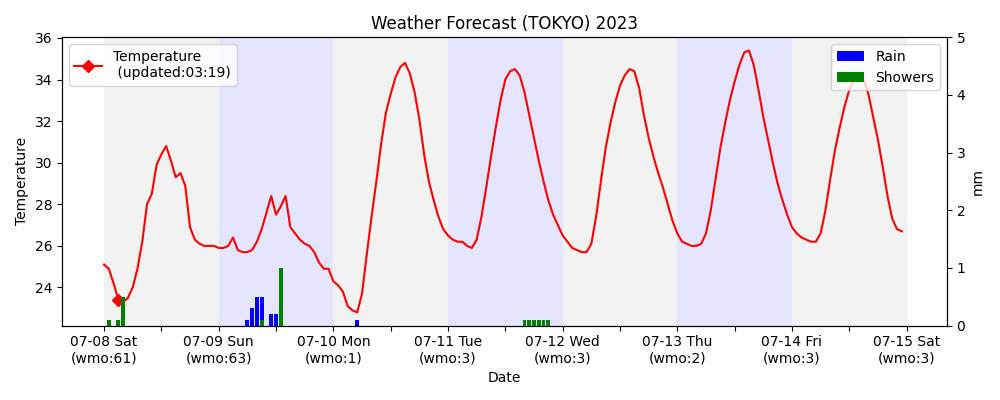 Weather Forecast (TOKYO) 2023
Temperature
(updated:03:19)
Rain
Showers
Temperature
36
34
32
30
28
26
24
5
4
3
2
1
0
mm
07-08 Sat
(wmo:61)
07-09 Sun
(wmo:63)
07-10 Mon
(wmo:1)
07-11 Tue
(wmo:3)
07-12 Wed
(wmo:3)
07-13 Thu
(wmo:2)
07-14 Fri
(wmo:3)
07-15 Sat
(wmo:3)
Date